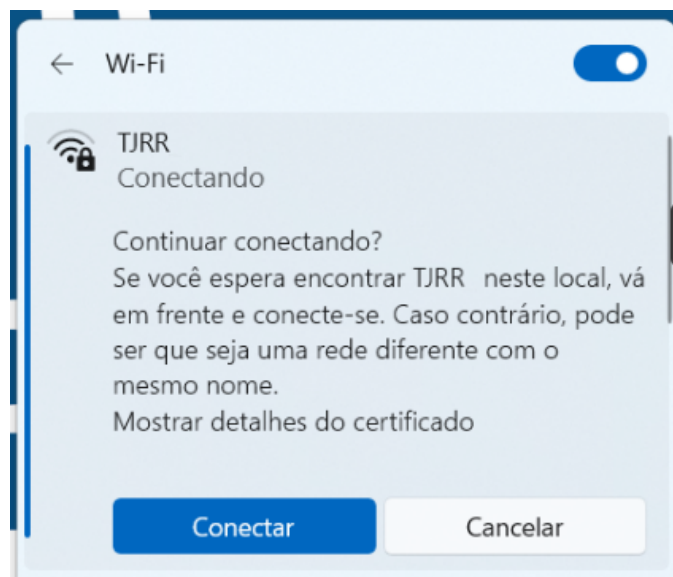 Wi-Fi
TJRR
Conectando
Continuar conectando?
Se você espera encontrar TJRR neste local, vá
em frente e conecte-se. Caso contrário, pode
ser que seja uma rede diferente com o
mesmo nome.
Mostrar detalhes do certificado
Conectar
Cancelar